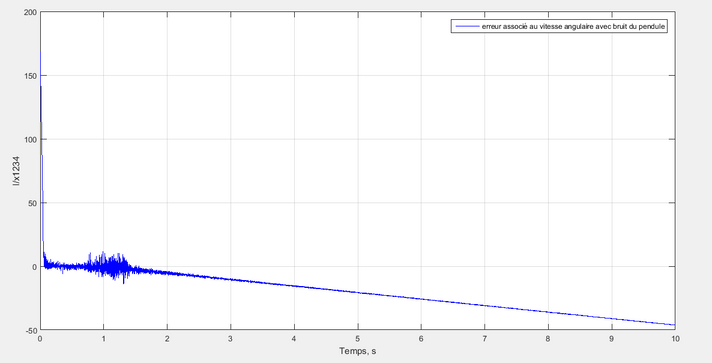 200
erreur associé au vitesse angulaire avec bruit du pendule
150
100
50
0
-50
l/x1234
0 1 2 3 4 5 6 7 8 9 10
Temps, s